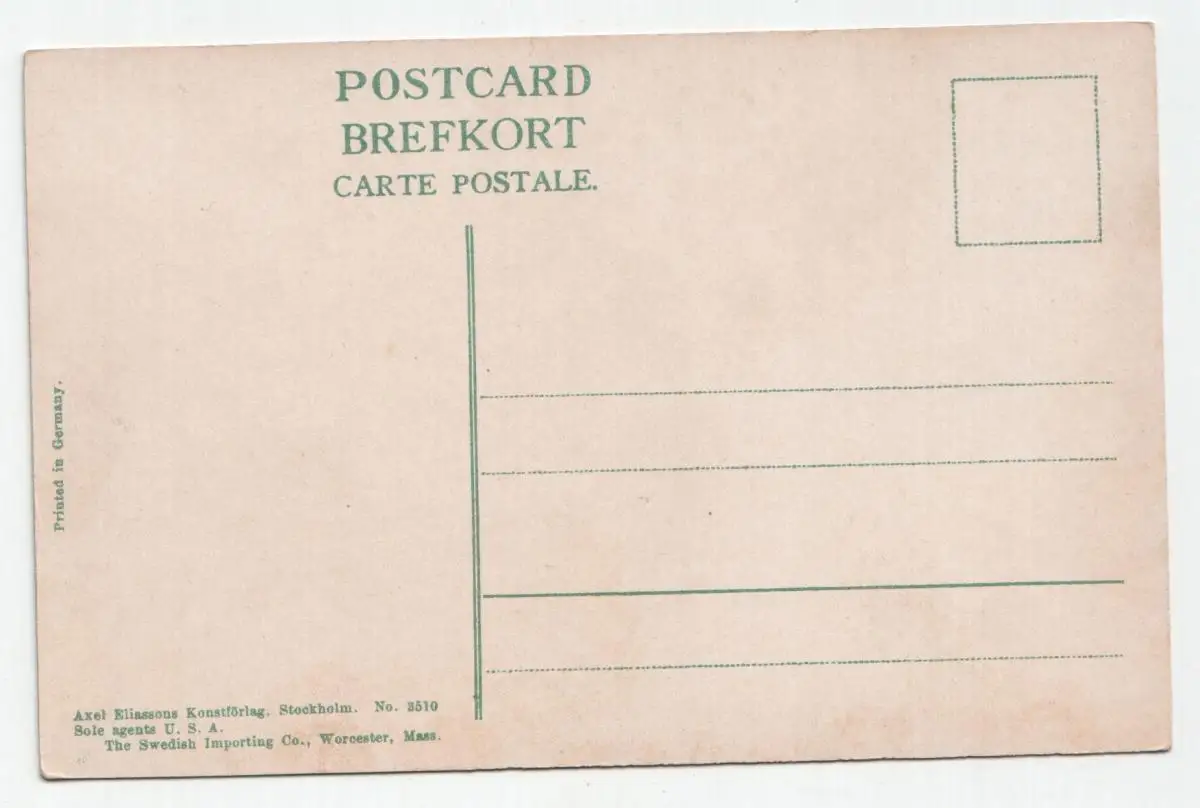 POSTCARD
BREFKORT
CARTE POSTALE.
Printed in Germany.
Axel Eliassons Konstförlag, Stockholm. No. 3510
Sole agents U. S. A.
The Swedish Importing Co., Worcester, Mass.